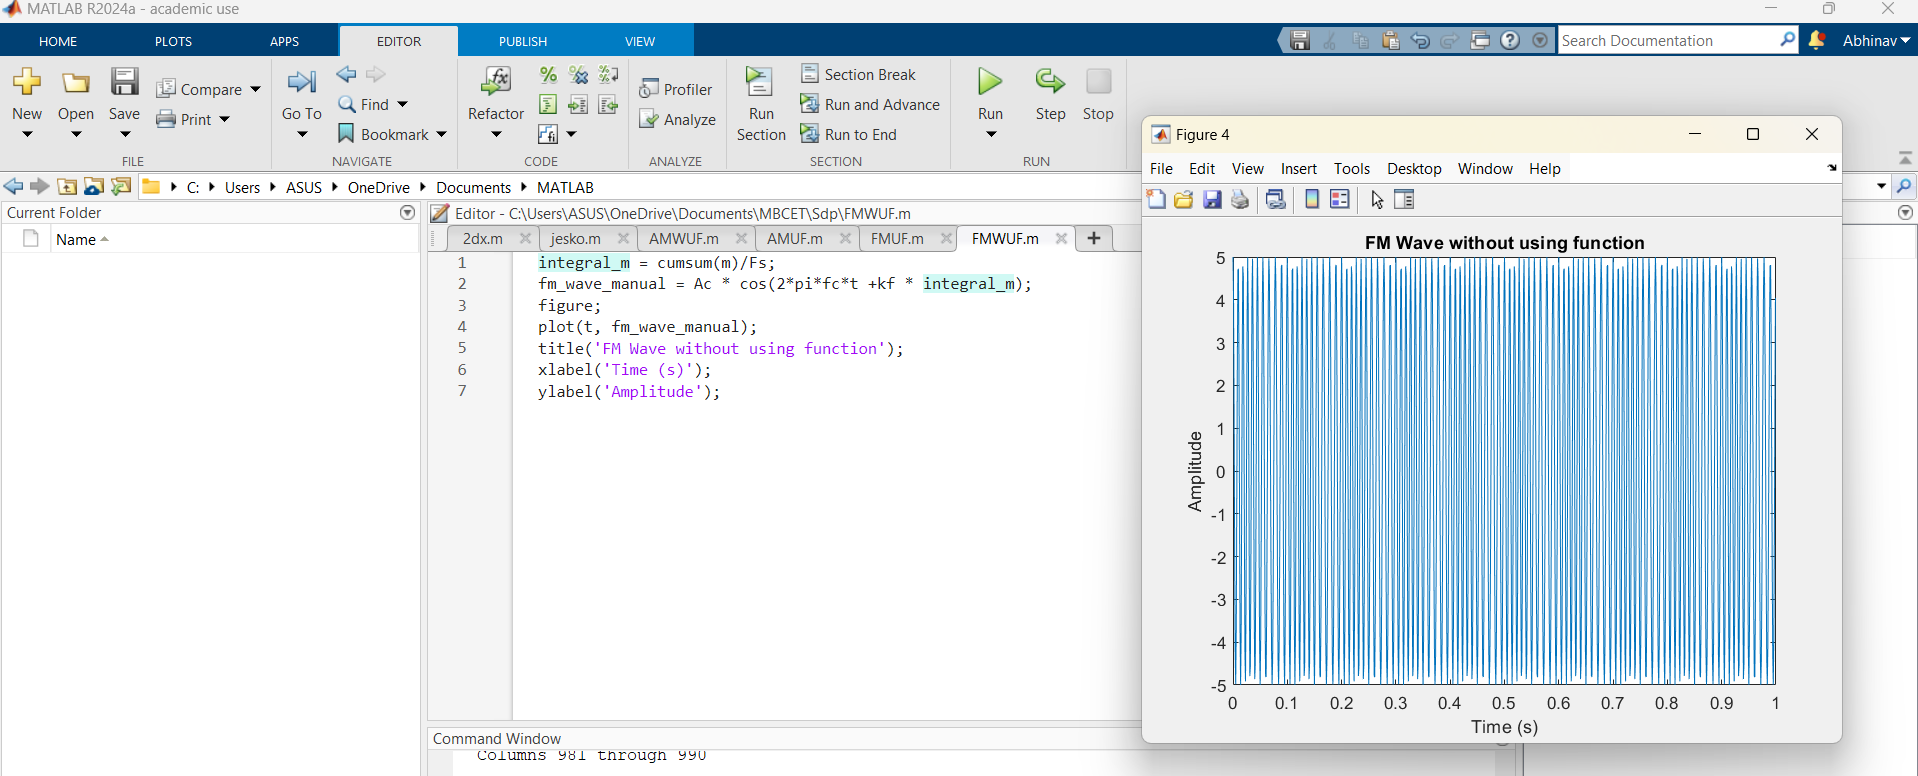 MATLAB R2024a - academic use
HOME PLOTS APPS EDITOR PUBLISH VIEW Search Documentation Abhinav
New Open Save Compare Print
FILE
Go To Find Bookmark
NAVIGATE
Refactor
CODE
Profiler
Analyze
ANALYZE
Run Section Section Break
Run and Advance
Run to End
SECTION
Run Step Stop
RUN
C: Users ASUS OneDrive Documents MATLAB
Current Folder
Name
Editor - C:\Users\ASUS\OneDrive\Documents\MBCET\Sdp\FMWUF.m
2dx.m jesko.m AMWUF.m AMUF.m FMUF.m FMWUF.m
1 integral_m = cumsum(m)/Fs;
2 fm_wave_manual = Ac * cos(2*pi*fc*t +kf * integral_m);
3 figure;
4 plot(t, fm_wave_manual);
5 title('FM Wave without using function');
6 xlabel('Time (s)');
7 ylabel('Amplitude');
Command Window
Columns 981 through 990
Figure 4
File Edit View Insert Tools Desktop Window Help
FM Wave without using function
5
4
3
2
1
0
-1
-2
-3
-4
-5
Amplitude
0 0.1 0.2 0.3 0.4 0.5 0.6 0.7 0.8 0.9 1
Time (s)